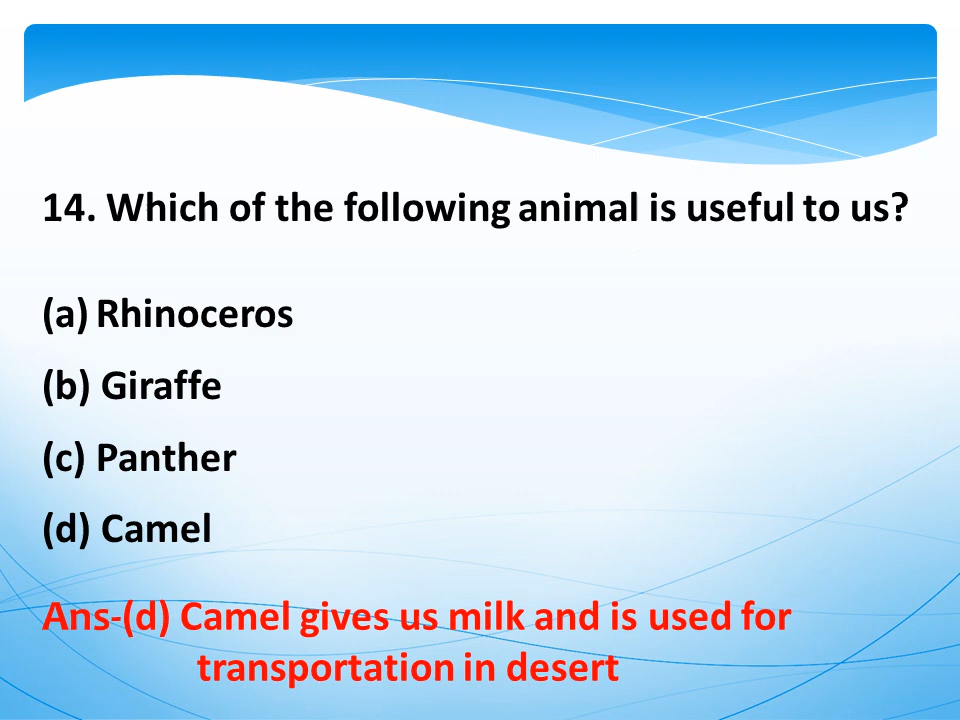 14. Which of the following animal is useful to us?
(a) Rhinoceros
(b) Giraffe
(c) Panther
(d) Camel
Ans-(d) Camel gives us milk and is used for
transportation in desert